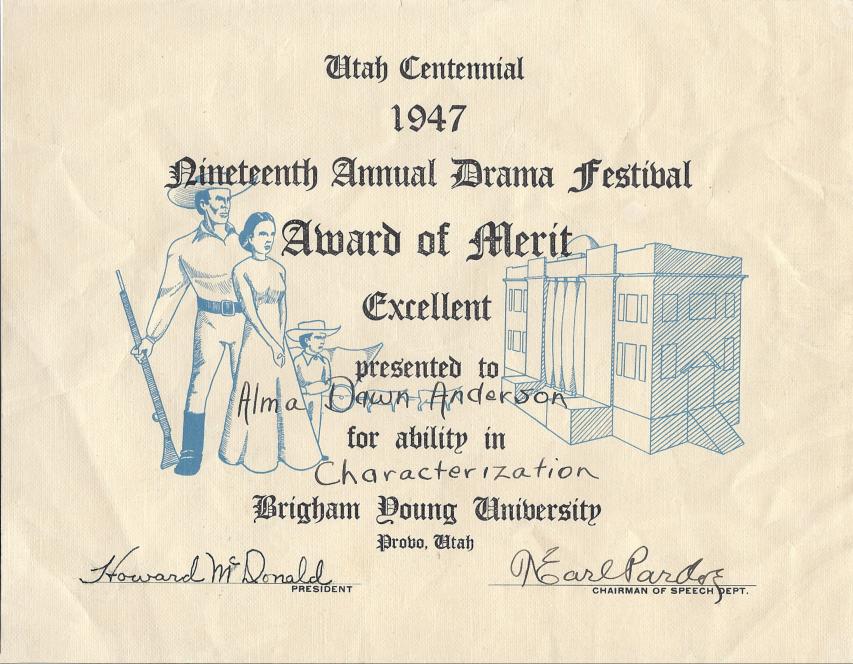 Utah Centennial
1947
Nineteenth Annual Drama Festival
Award of Merit
Excellent
presented to
Alma Dawn Anderson
for ability in
Characterization
Brigham Young University
Provo, Utah
Howard McDonald
PRESIDENT
T Earl Pardoe
CHAIRMAN OF SPEECH DEPT.